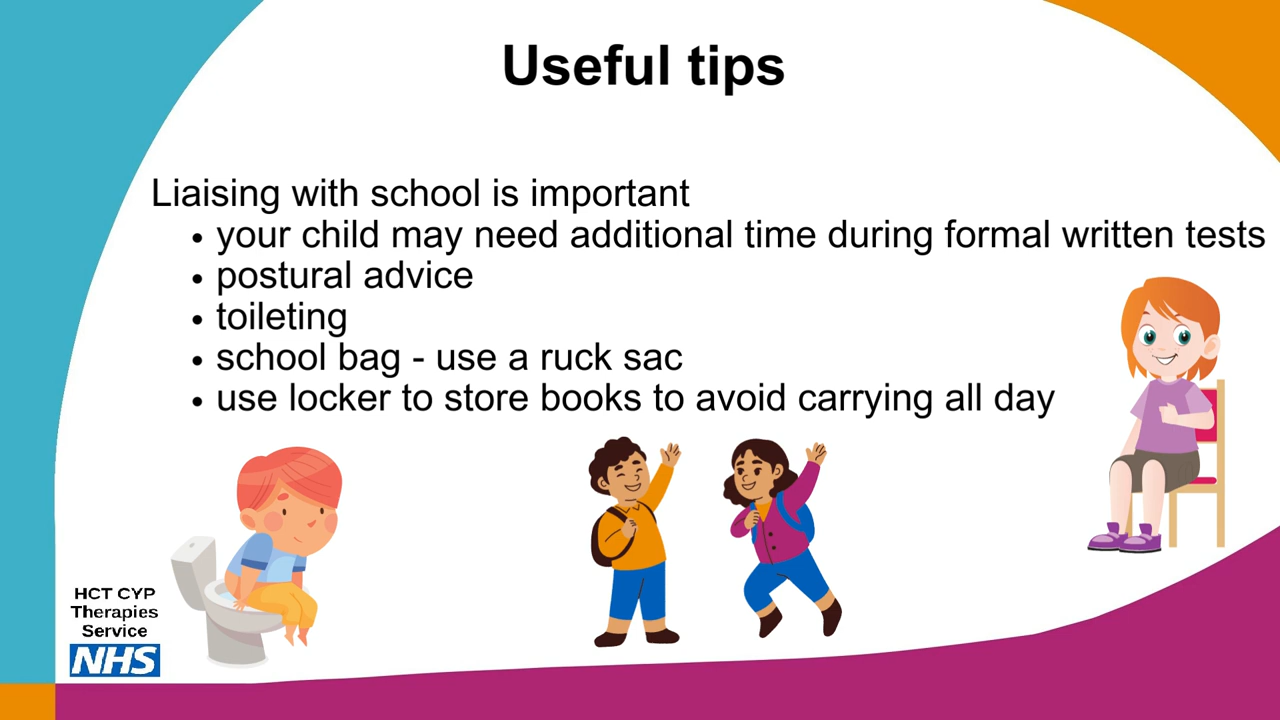 Useful tips
Liaising with school is important
• your child may need additional time during formal written tests
• postural advice
• toileting
• school bag - use a ruck sac
• use locker to store books to avoid carrying all day
HCT CYP
Therapies
Service
NHS